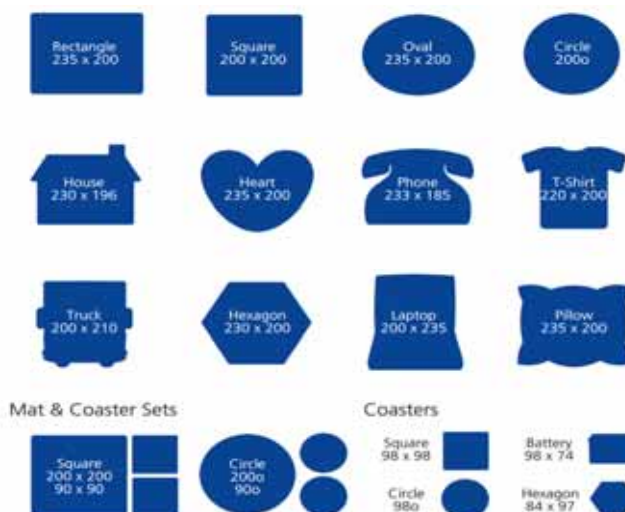 Rectangle
235 x 200
Square
200 x 200
Oval
235 x 200
Circle
200o
House
230 x 196
Heart
235 x 200
Phone
233 x 185
T-Shirt
220 x 200
Truck
200 x 210
Hexagon
230 x 200
Laptop
200 x 235
Pillow
235 x 200
Mat & Coaster Sets
Coasters
Square
200 x 200
90 x 90
Circle
200o
90o
Square
98 x 98
Battery
98 x 74
Circle
98o
Hexagon
84 x 97